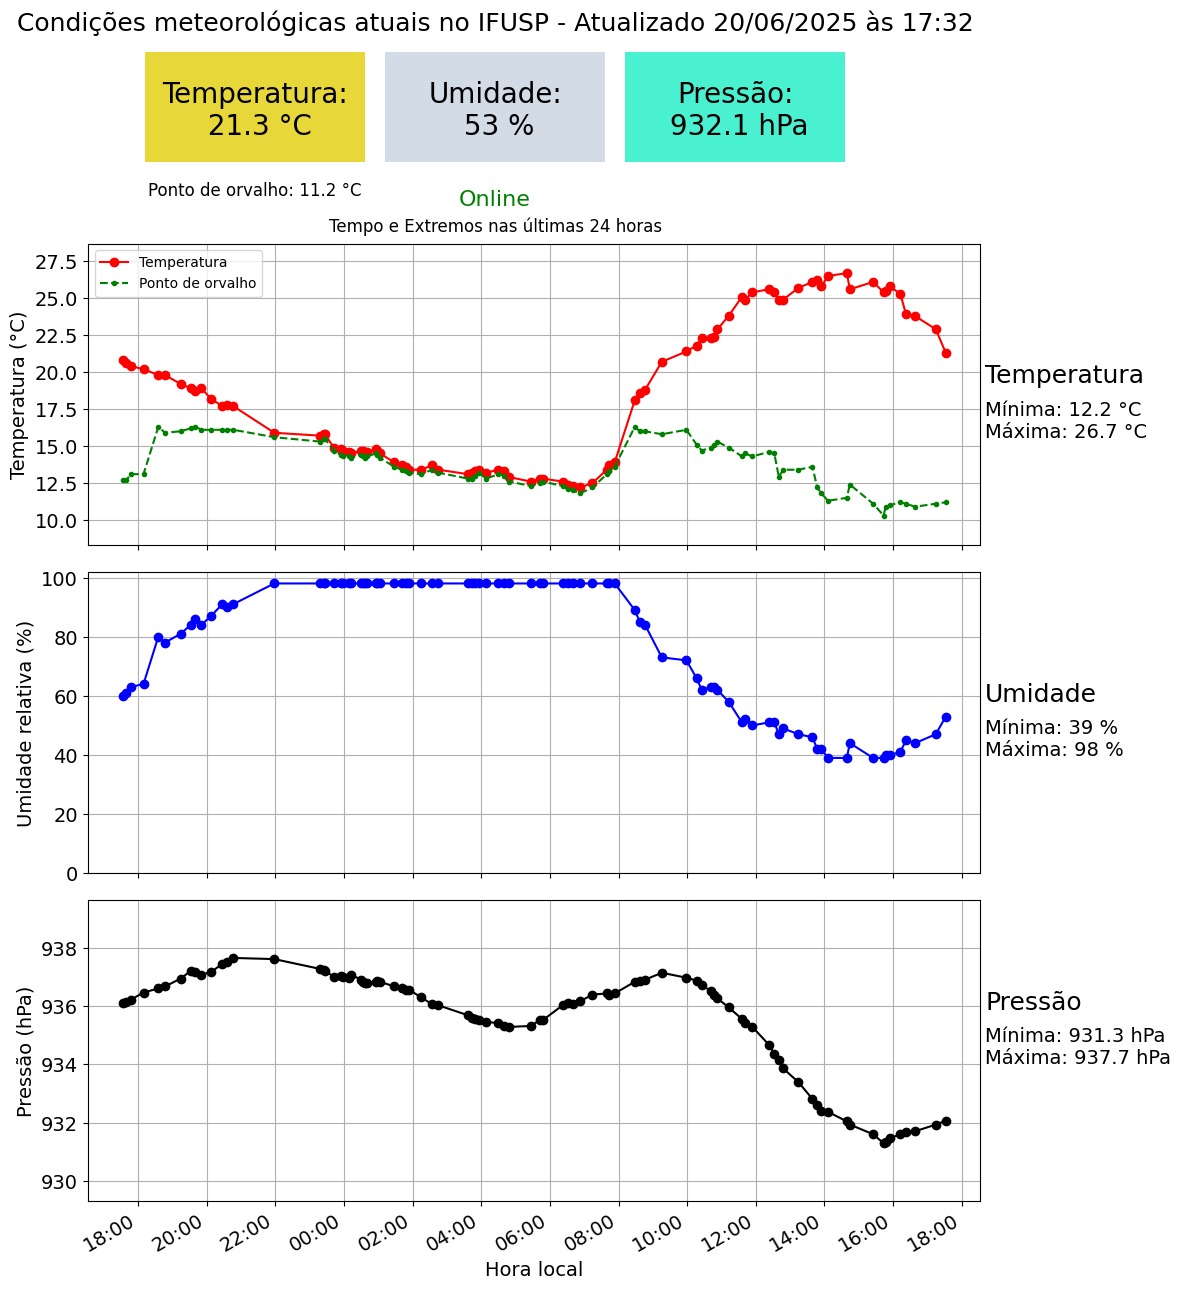 Condições meteorológicas atuais no IFUSP - Atualizado 20/06/2025 às 17:32
Temperatura:
21.3 °C
Umidade:
53 %
Pressão:
932.1 hPa
Ponto de orvalho: 11.2 °C
Online
Tempo e Extremos nas últimas 24 horas
Temperatura
Ponto de orvalho
Temperatura (°C)
27.5
25.0
22.5
20.0
17.5
15.0
12.5
10.0
Temperatura
Mínima: 12.2 °C
Máxima: 26.7 °C
Umidade relativa (%)
100
80
60
40
20
0
Umidade
Mínima: 39 %
Máxima: 98 %
Pressão (hPa)
938
936
934
932
930
Pressão
Mínima: 931.3 hPa
Máxima: 937.7 hPa
18:00 20:00 22:00 00:00 02:00 04:00 06:00 08:00 10:00 12:00 14:00 16:00 18:00
Hora local